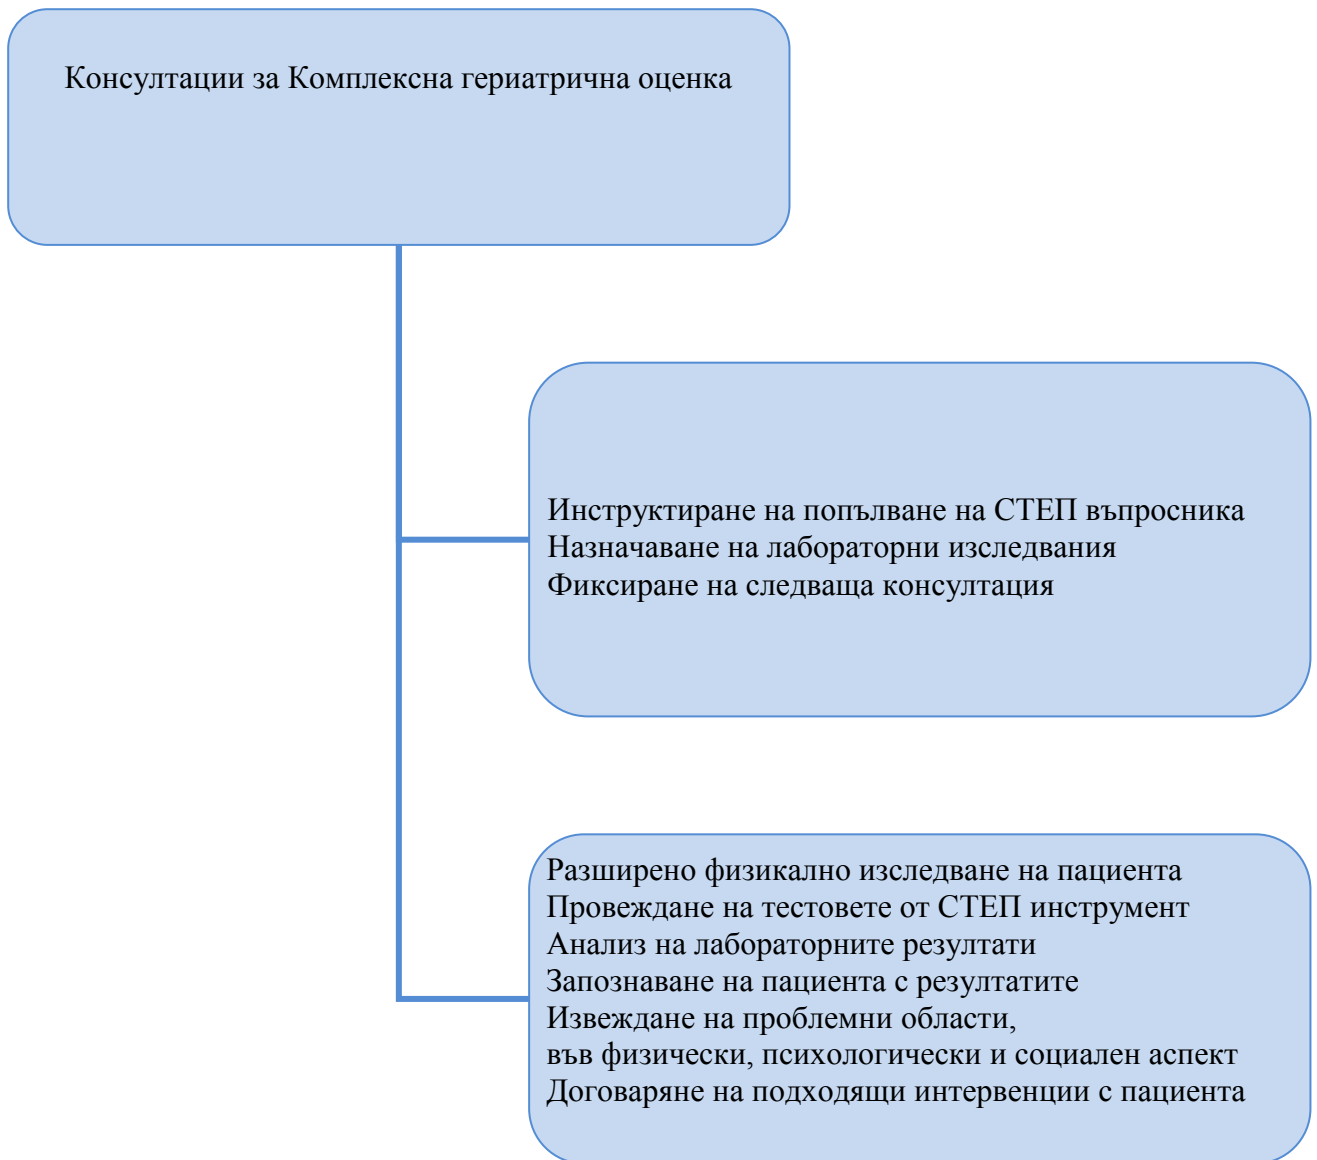 Консултации за Комплексна гериатрична оценка
Инструктиране на попълване на СТЕП въпросника
Назначаване на лабораторни изследвания
Фиксиране на следваща консултация
Разширено физикално изследване на пациента
Провеждане на тестовете от СТЕП инструмент
Анализ на лабораторните резултати
Запознаване на пациента с резултатите
Извеждане на проблемни области,
във физически, психологически и социален аспект
Договаряне на подходящи интервенции с пациента